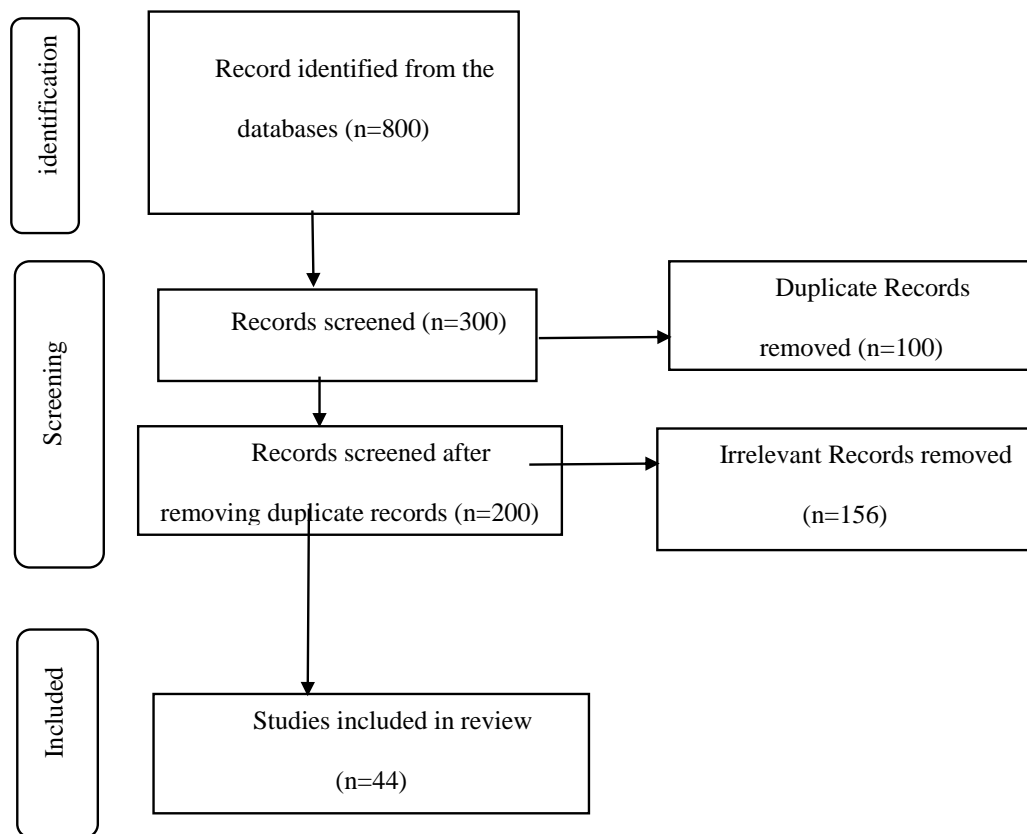 identification
Record identified from the
databases (n=800)
Screening
Records screened (n=300)
Duplicate Records
removed (n=100)
Records screened after
removing duplicate records (n=200)
Irrelevant Records removed
(n=156)
Included
Studies included in review
(n=44)